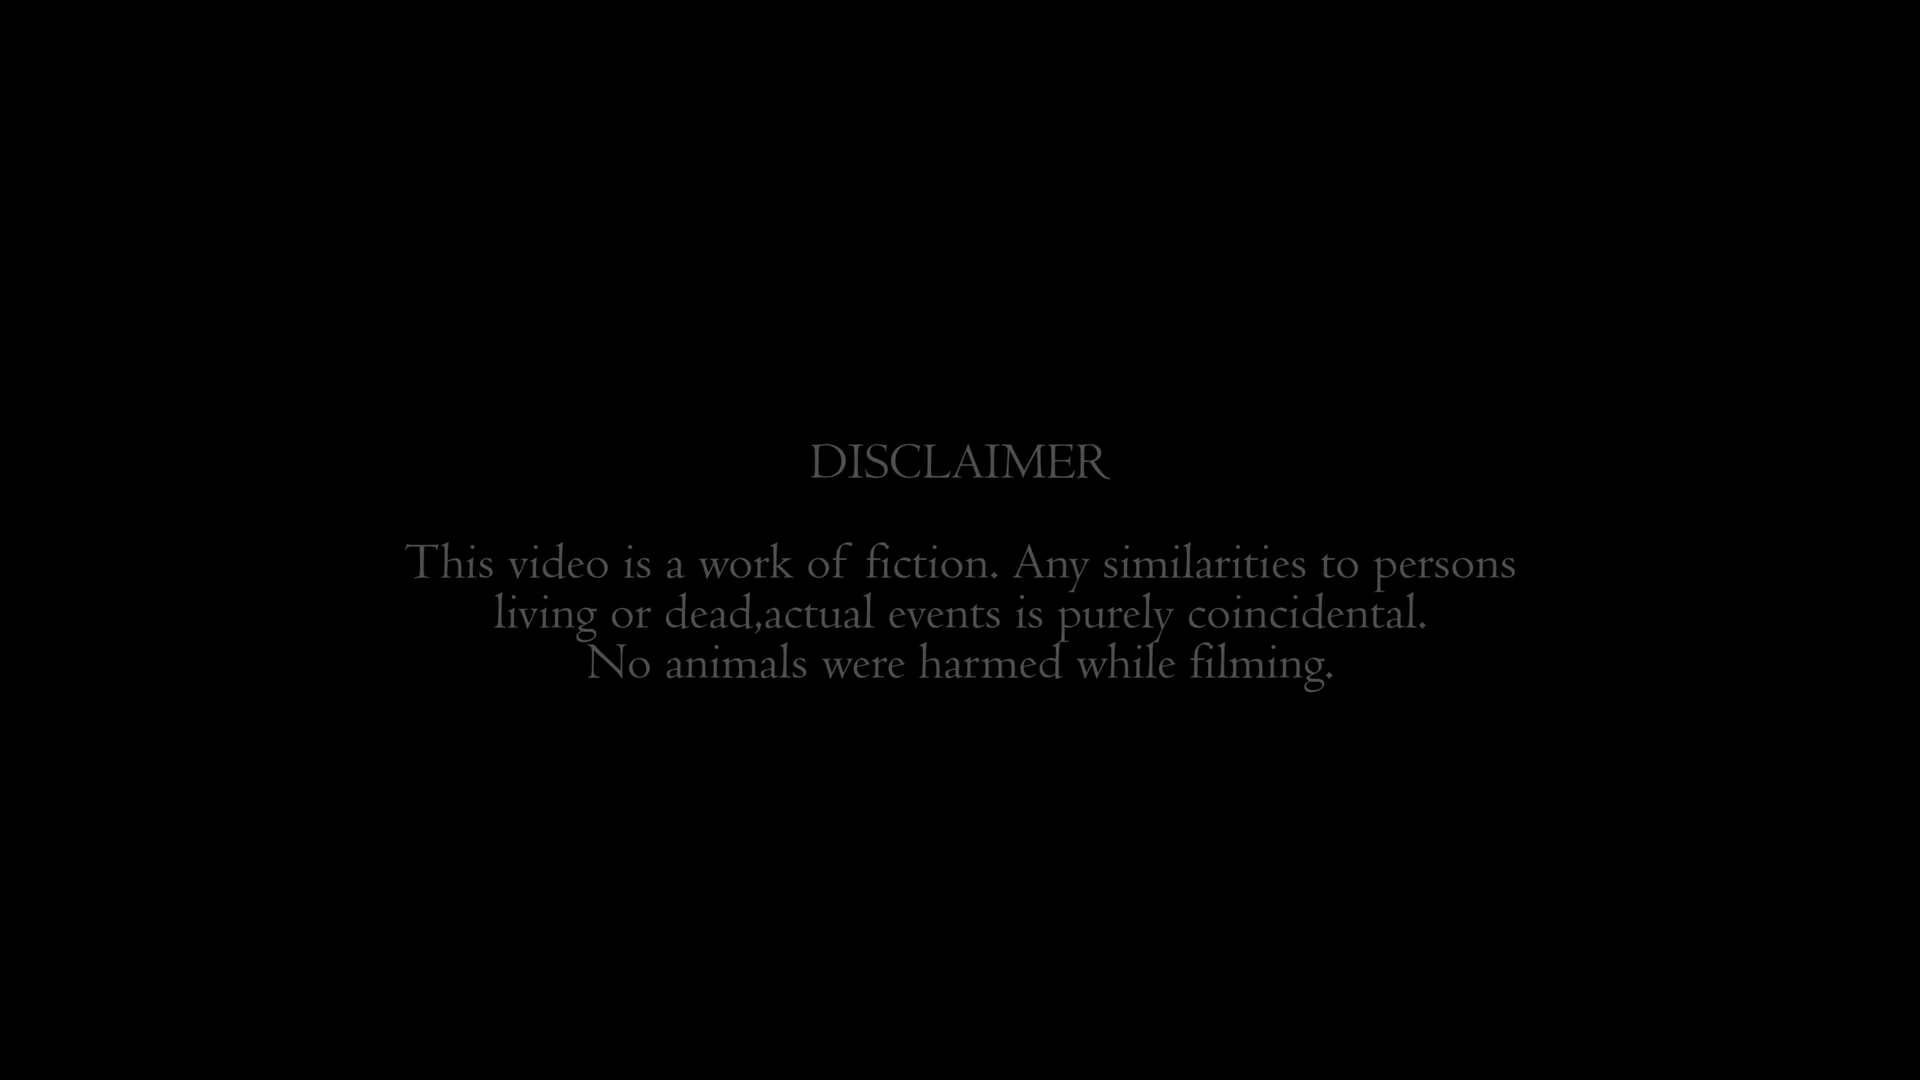 DISCLAIMER
This video is a work of fiction. Any similarities to persons
living or dead,actual events is purely coincidental.
No animals were harmed while filming.